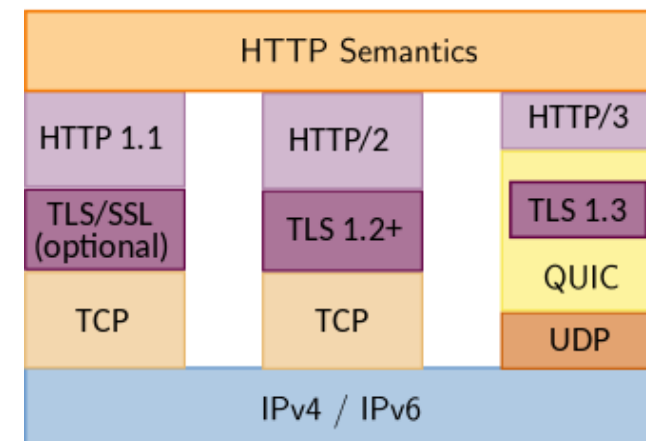 HTTP Semantics
HTTP 1.1
TLS/SSL
(optional)
TCP
HTTP/2
TLS 1.2+
TCP
HTTP/3
TLS 1.3
QUIC
UDP
IPv4 / IPv6